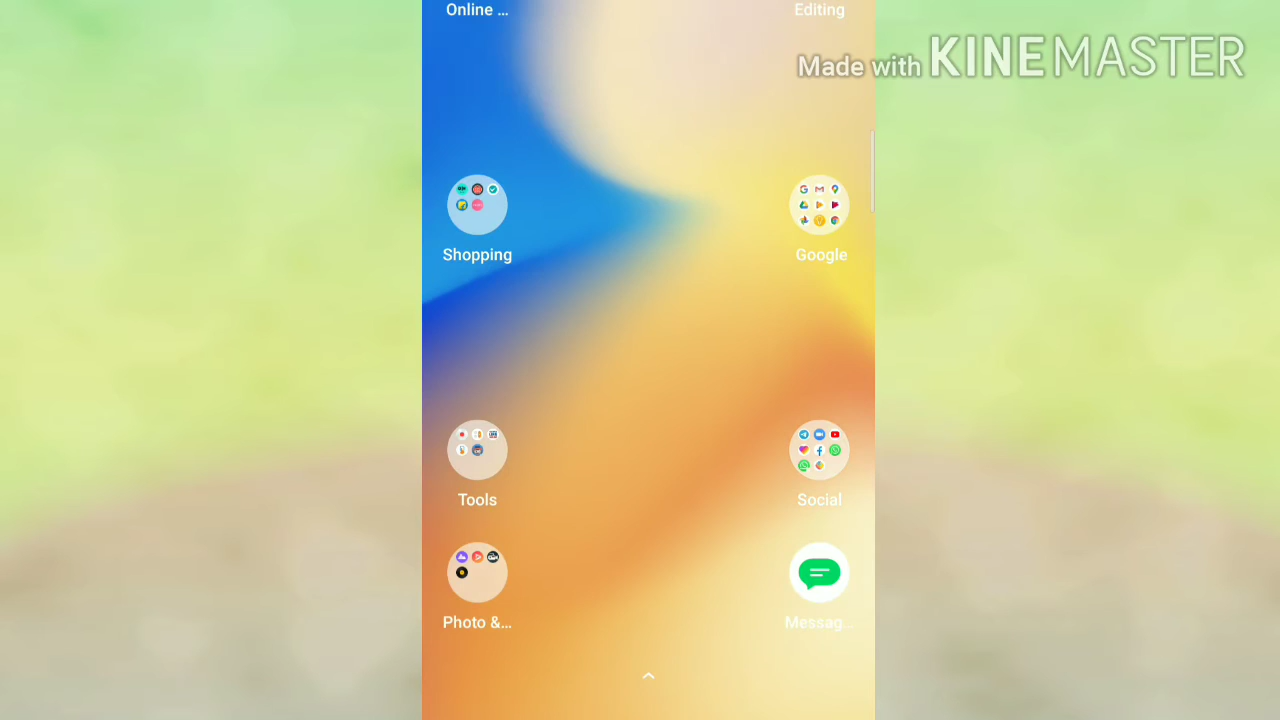 Online ...
Editing
Made with KINEMASTER
Shopping
Google
Tools
Social
Photo &...
Messag...